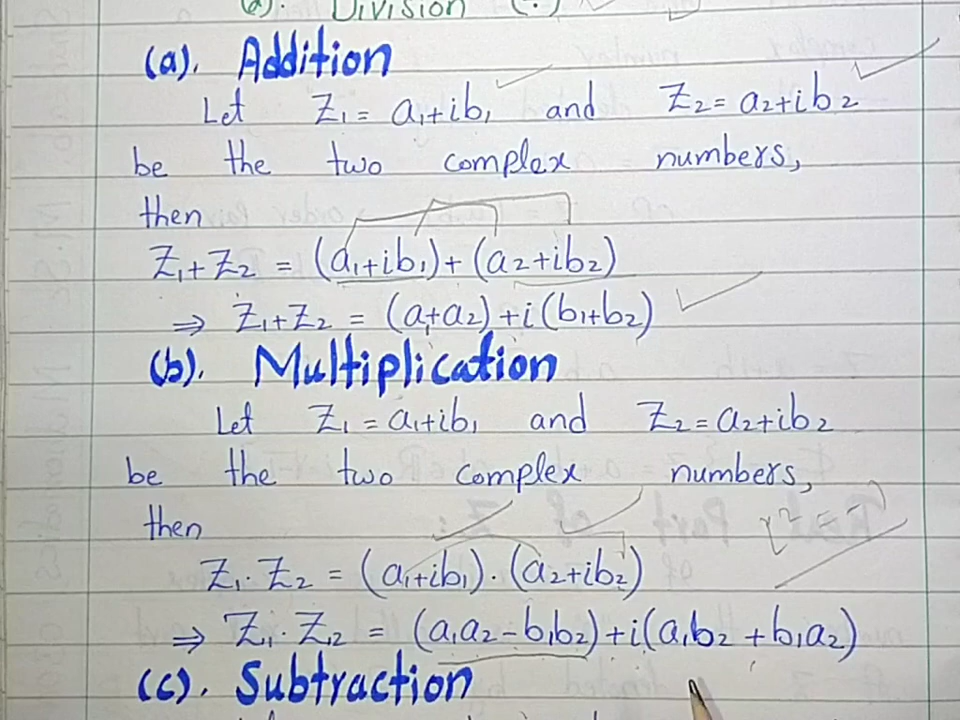 (d). Division (÷)
(a). Addition
Let Z₁ = a₁+ib₁ and Z₂ = a₂+ib₂
be the two complex numbers,
then
Z₁+Z₂ = (a₁+ib₁)+(a₂+ib₂)
⇒ Z₁+Z₂ = (a₁+a₂)+i(b₁+b₂)
(b). Multiplication
Let Z₁ = a₁+ib₁ and Z₂ = a₂+ib₂
be the two complex numbers,
then
Z₁·Z₂ = (a₁+ib₁)·(a₂+ib₂)
⇒ Z₁·Z₂ = (a₁a₂-b₁b₂)+i(a₁b₂+b₁a₂)
(c). Subtraction